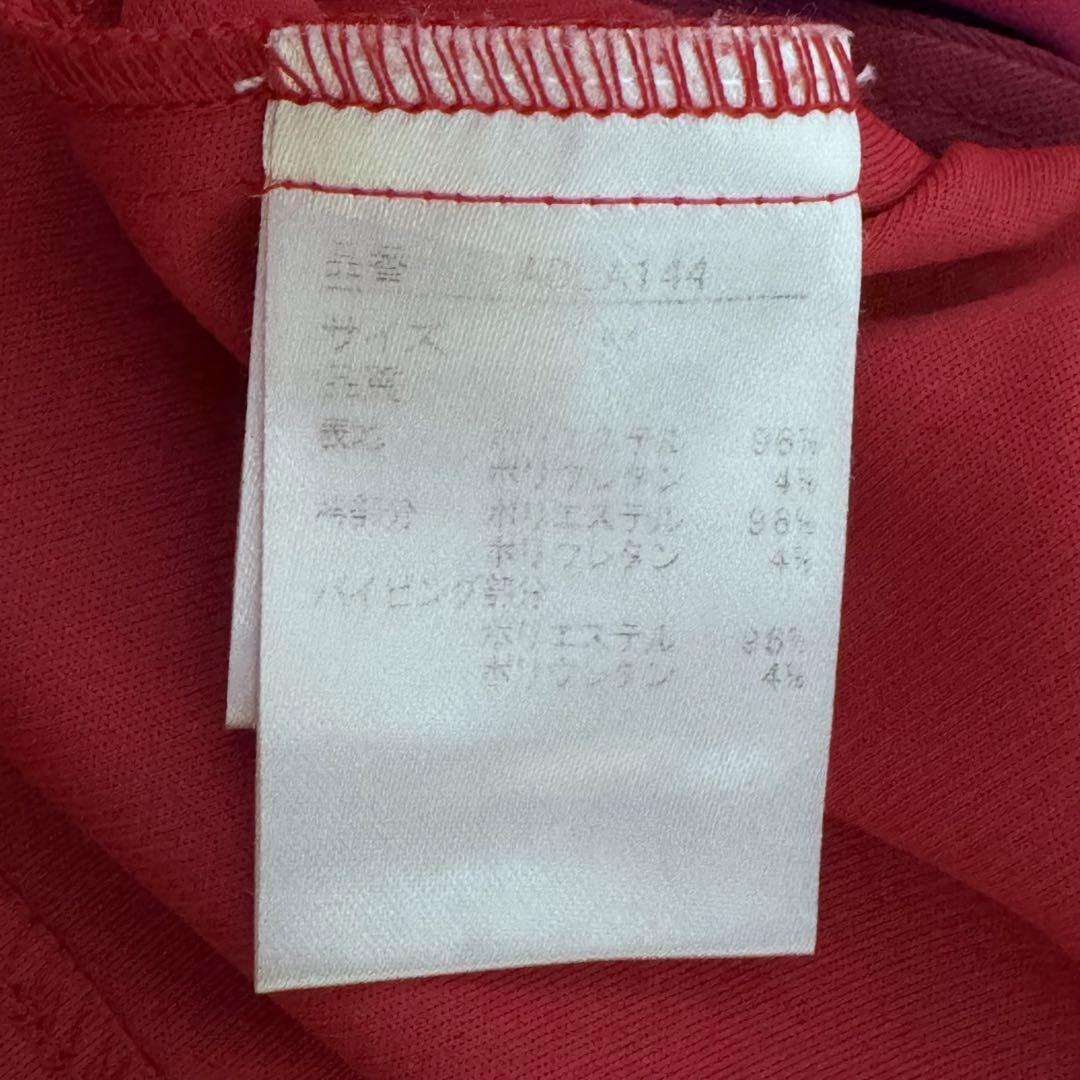 品番
サイズ
品質
表地 ポリエステル 96%
ポリウレタン 4%
部分 ポリエステル 96%
ポリウレタン 4%
パイピング部分
ポリエステル 96%
ポリウレタン 4%